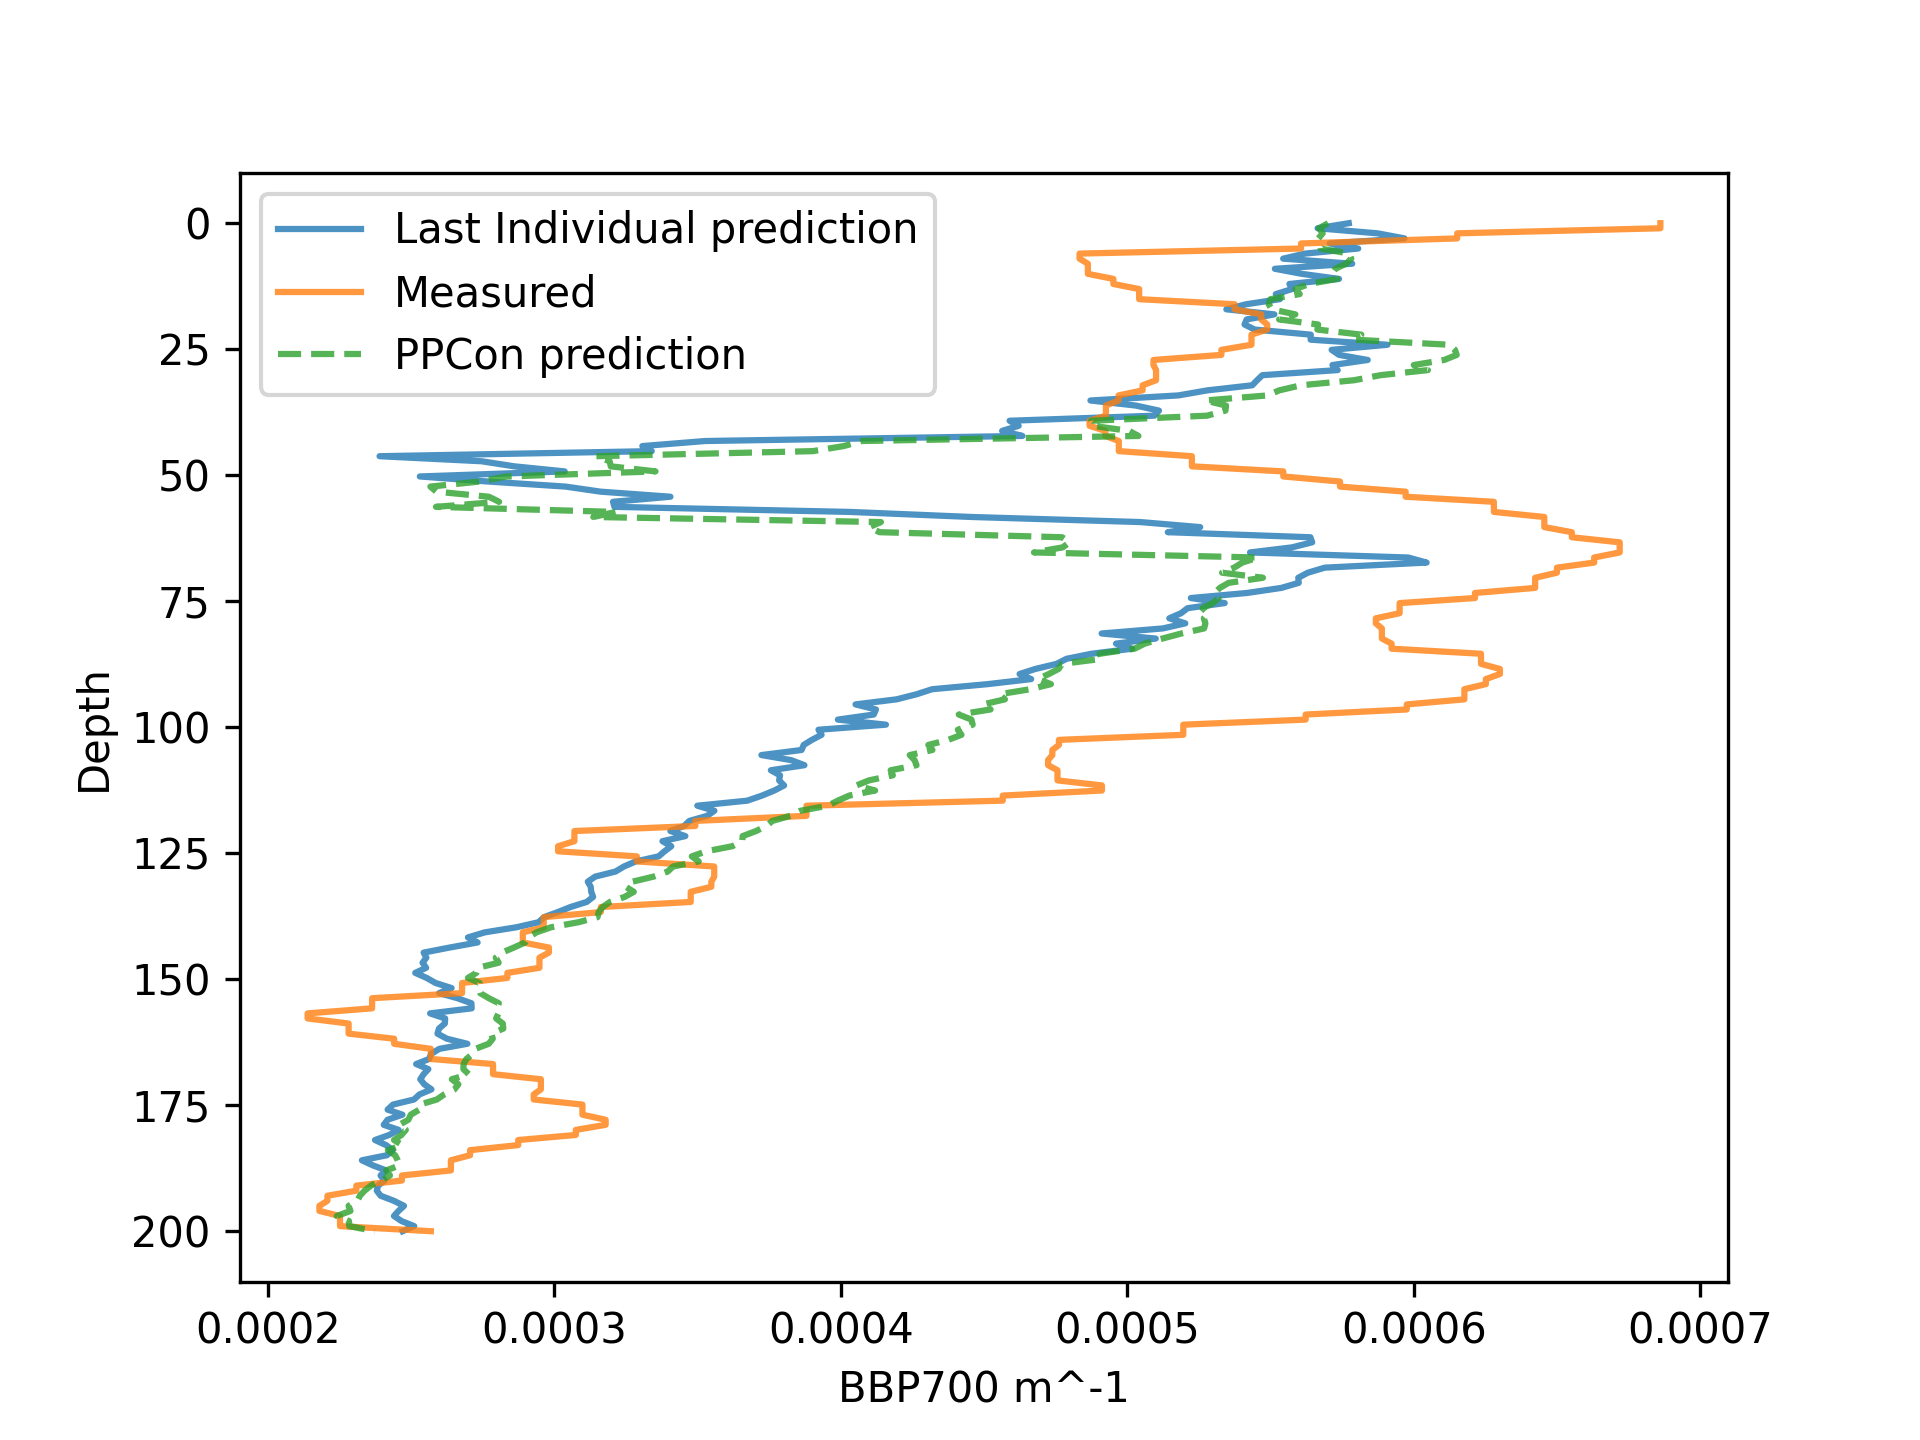 Last Individual prediction
Measured
PPCon prediction
0
25
50
75
100
125
150
175
200
Depth
0.0002 0.0003 0.0004 0.0005 0.0006 0.0007
BBP700 m^-1